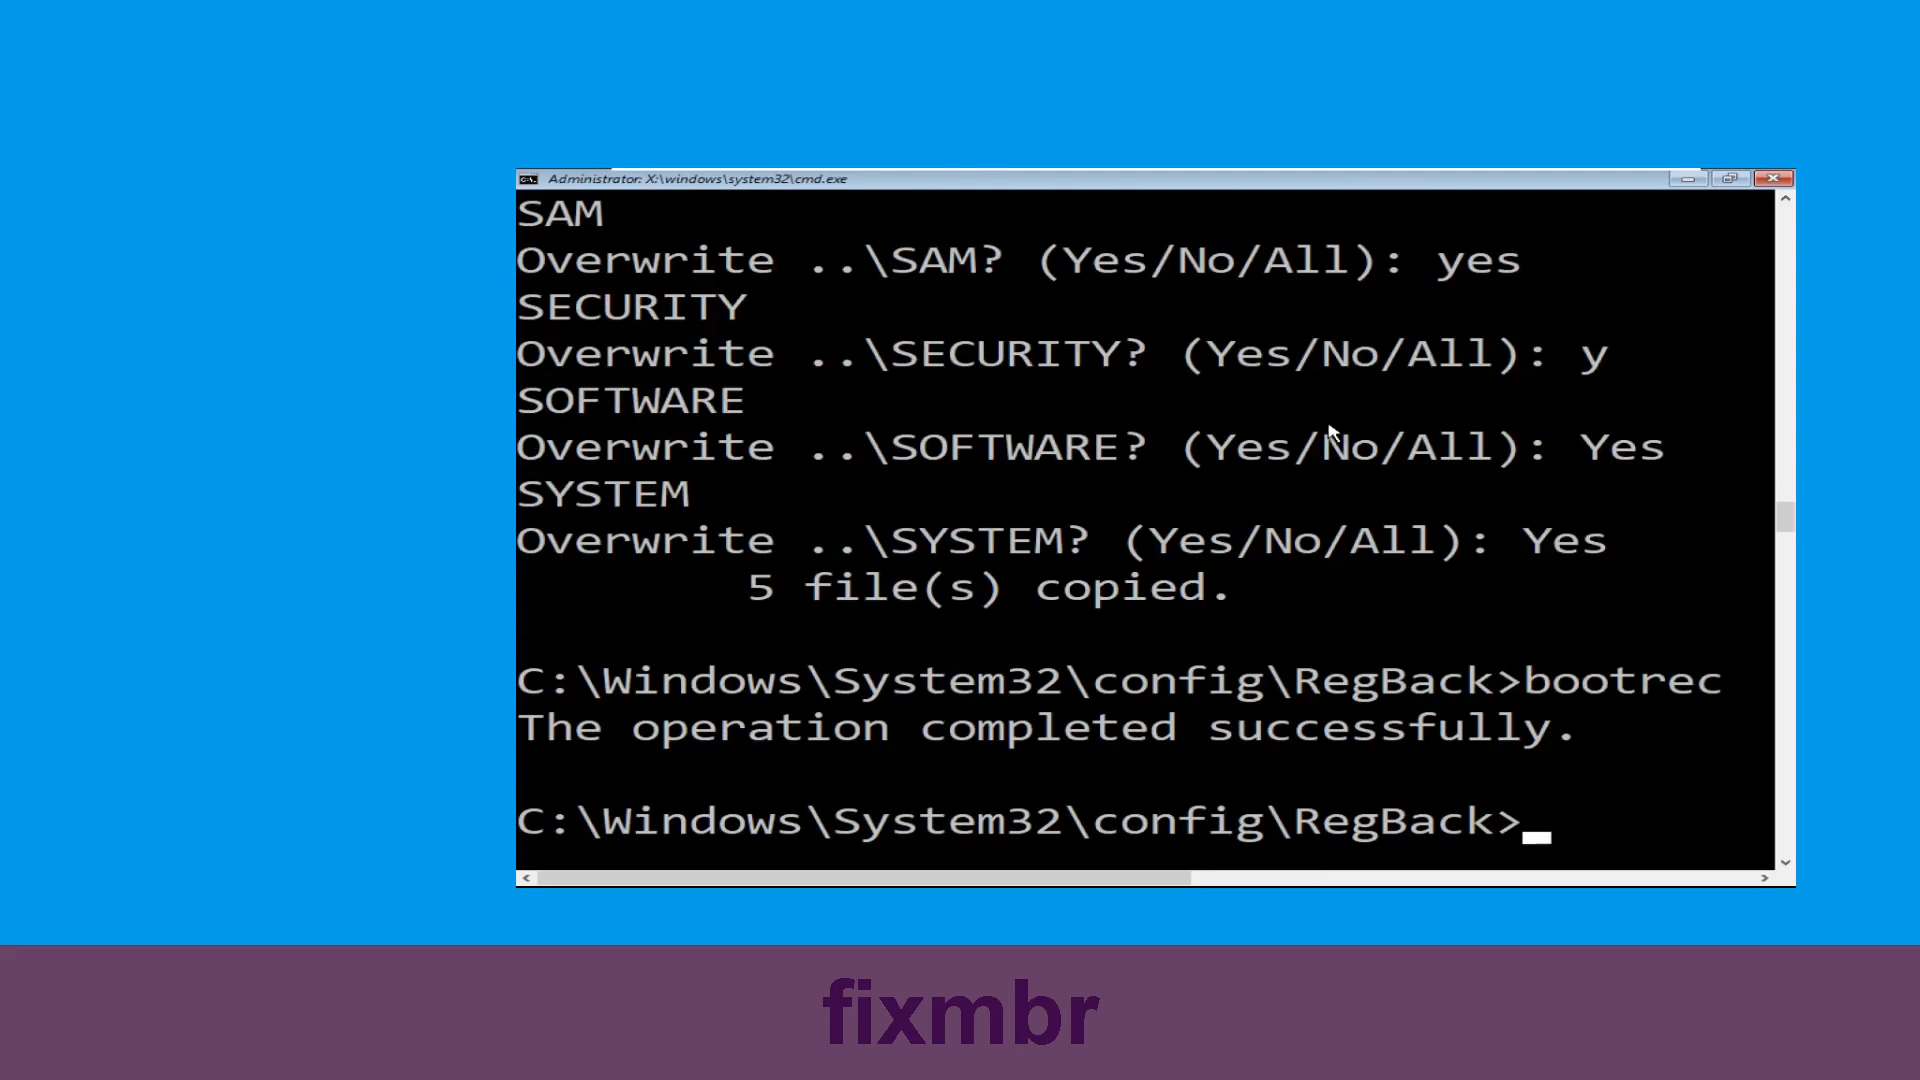 Administrator: X:\windows\system32\cmd.exe
SAM
Overwrite ..\SAM? (Yes/No/All): yes
SECURITY
Overwrite ..\SECURITY? (Yes/No/All): y
SOFTWARE
Overwrite ..\SOFTWARE? (Yes/No/All): Yes
SYSTEM
Overwrite ..\SYSTEM? (Yes/No/All): Yes
        5 file(s) copied.
C:\Windows\System32\config\RegBack>bootrec
The operation completed successfully.
C:\Windows\System32\config\RegBack>
fixmbr